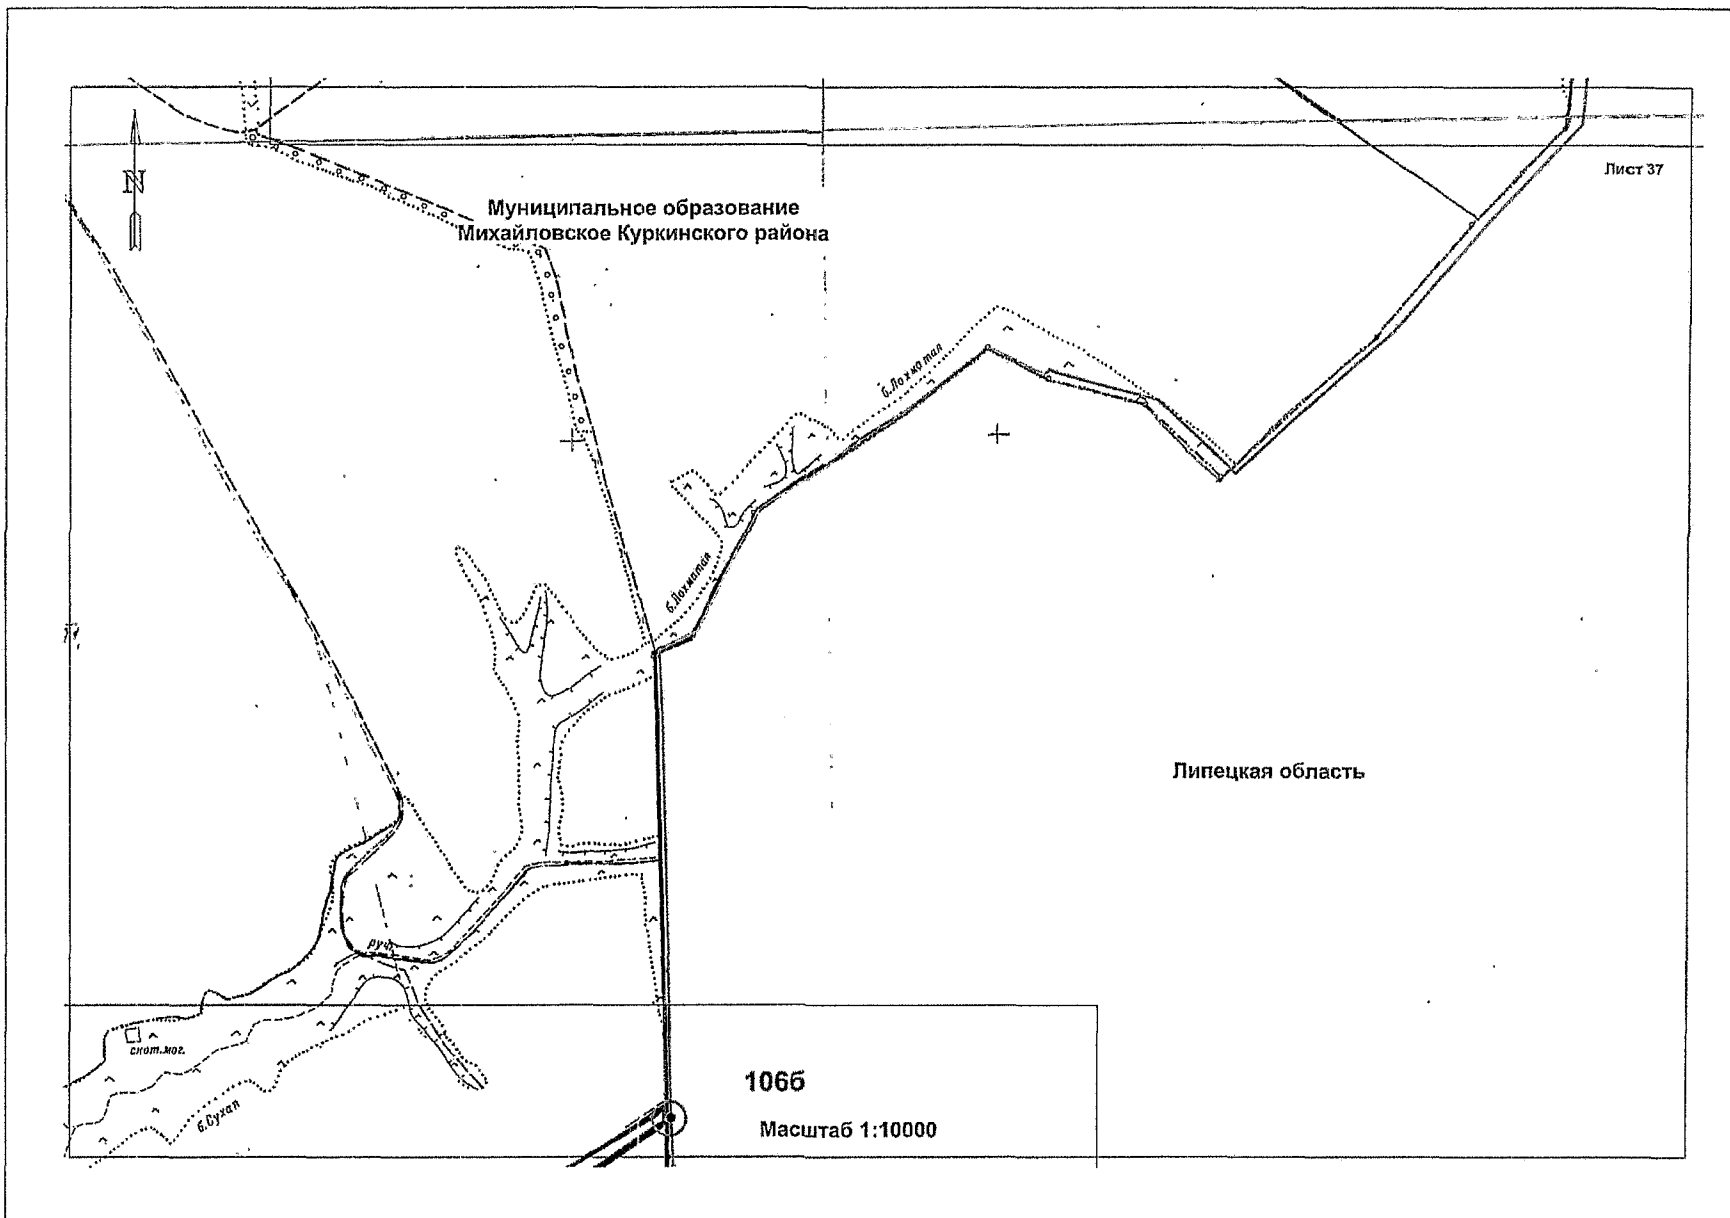 Лист 37
N
Муниципальное образование
Михайловское Куркинского района
б.Лохматая
б.Лохматая
Липецкая область
руч.
скот.мог.
б.Сухая
106б
Масштаб 1:10000